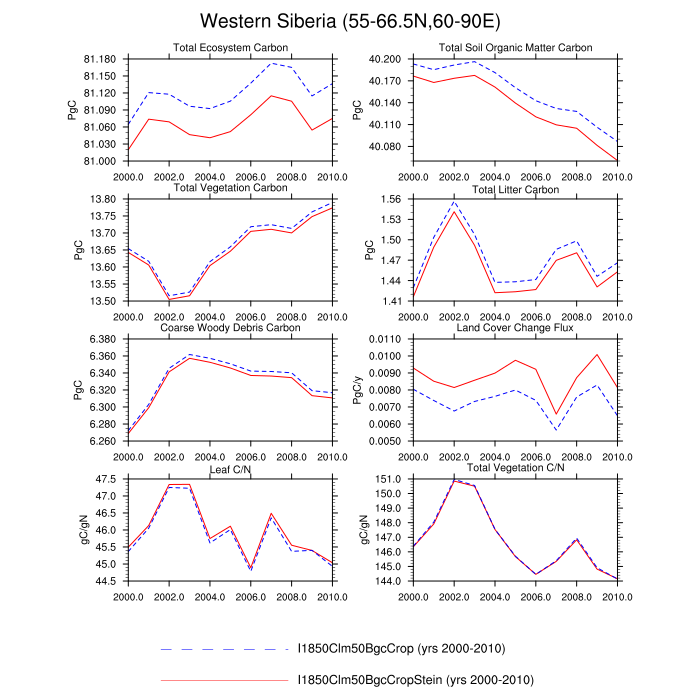 Western Siberia (55-66.5N,60-90E)
Total Ecosystem Carbon
PgC
81.180
81.150
81.120
81.090
81.060
81.030
81.000
2000.0 2002.0 2004.0 2006.0 2008.0 2010.0
Total Soil Organic Matter Carbon
PgC
40.200
40.170
40.140
40.110
40.080
2000.0 2002.0 2004.0 2006.0 2008.0 2010.0
Total Vegetation Carbon
PgC
13.80
13.75
13.70
13.65
13.60
13.55
13.50
2000.0 2002.0 2004.0 2006.0 2008.0 2010.0
Total Litter Carbon
PgC
1.56
1.53
1.50
1.47
1.44
1.41
2000.0 2002.0 2004.0 2006.0 2008.0 2010.0
Coarse Woody Debris Carbon
PgC
6.380
6.360
6.340
6.320
6.300
6.280
6.260
2000.0 2002.0 2004.0 2006.0 2008.0 2010.0
Land Cover Change Flux
PgC/y
0.0110
0.0100
0.0090
0.0080
0.0070
0.0060
0.0050
2000.0 2002.0 2004.0 2006.0 2008.0 2010.0
Leaf C/N
gC/gN
47.5
47.0
46.5
46.0
45.5
45.0
44.5
2000.0 2002.0 2004.0 2006.0 2008.0 2010.0
Total Vegetation C/N
gC/gN
151.0
150.0
149.0
148.0
147.0
146.0
145.0
144.0
2000.0 2002.0 2004.0 2006.0 2008.0 2010.0
I1850Clm50BgcCrop (yrs 2000-2010)
I1850Clm50BgcCropStein (yrs 2000-2010)